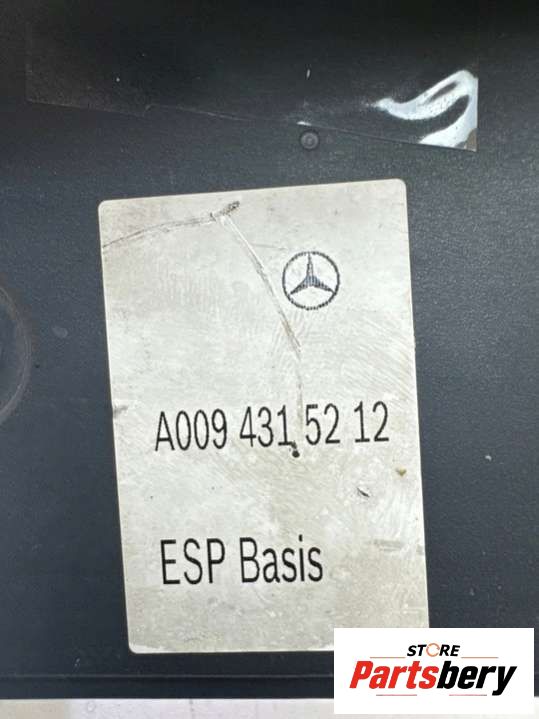 A009 431 52 12
ESP Basis
STORE
Partsbery